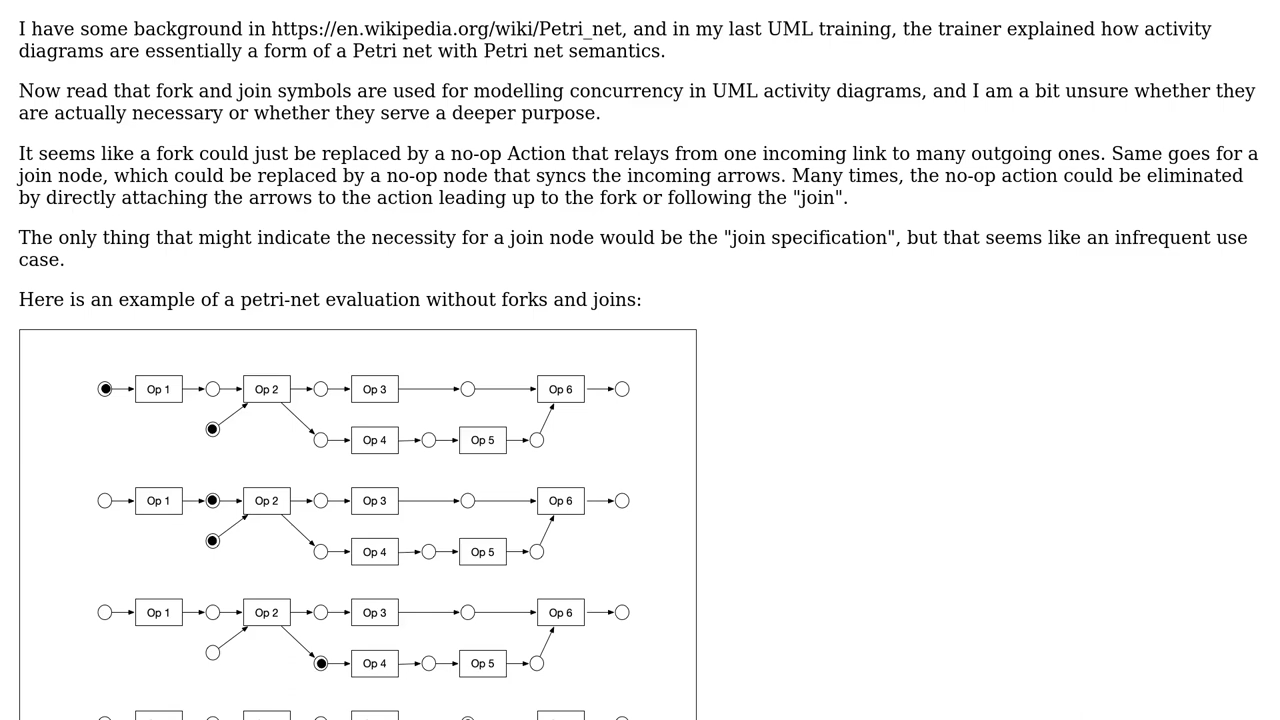 I have some background in https://en.wikipedia.org/wiki/Petri_net, and in my last UML training, the trainer explained how activity
diagrams are essentially a form of a Petri net with Petri net semantics.
Now read that fork and join symbols are used for modelling concurrency in UML activity diagrams, and I am a bit unsure whether they
are actually necessary or whether they serve a deeper purpose.
It seems like a fork could just be replaced by a no-op Action that relays from one incoming link to many outgoing ones. Same goes for a
join node, which could be replaced by a no-op node that syncs the incoming arrows. Many times, the no-op action could be eliminated
by directly attaching the arrows to the action leading up to the fork or following the "join".
The only thing that might indicate the necessity for a join node would be the "join specification", but that seems like an infrequent use
case.
Here is an example of a petri-net evaluation without forks and joins:
Op 1 Op 2 Op 3 Op 6
Op 4 Op 5
Op 1 Op 2 Op 3 Op 6
Op 4 Op 5
Op 1 Op 2 Op 3 Op 6
Op 4 Op 5